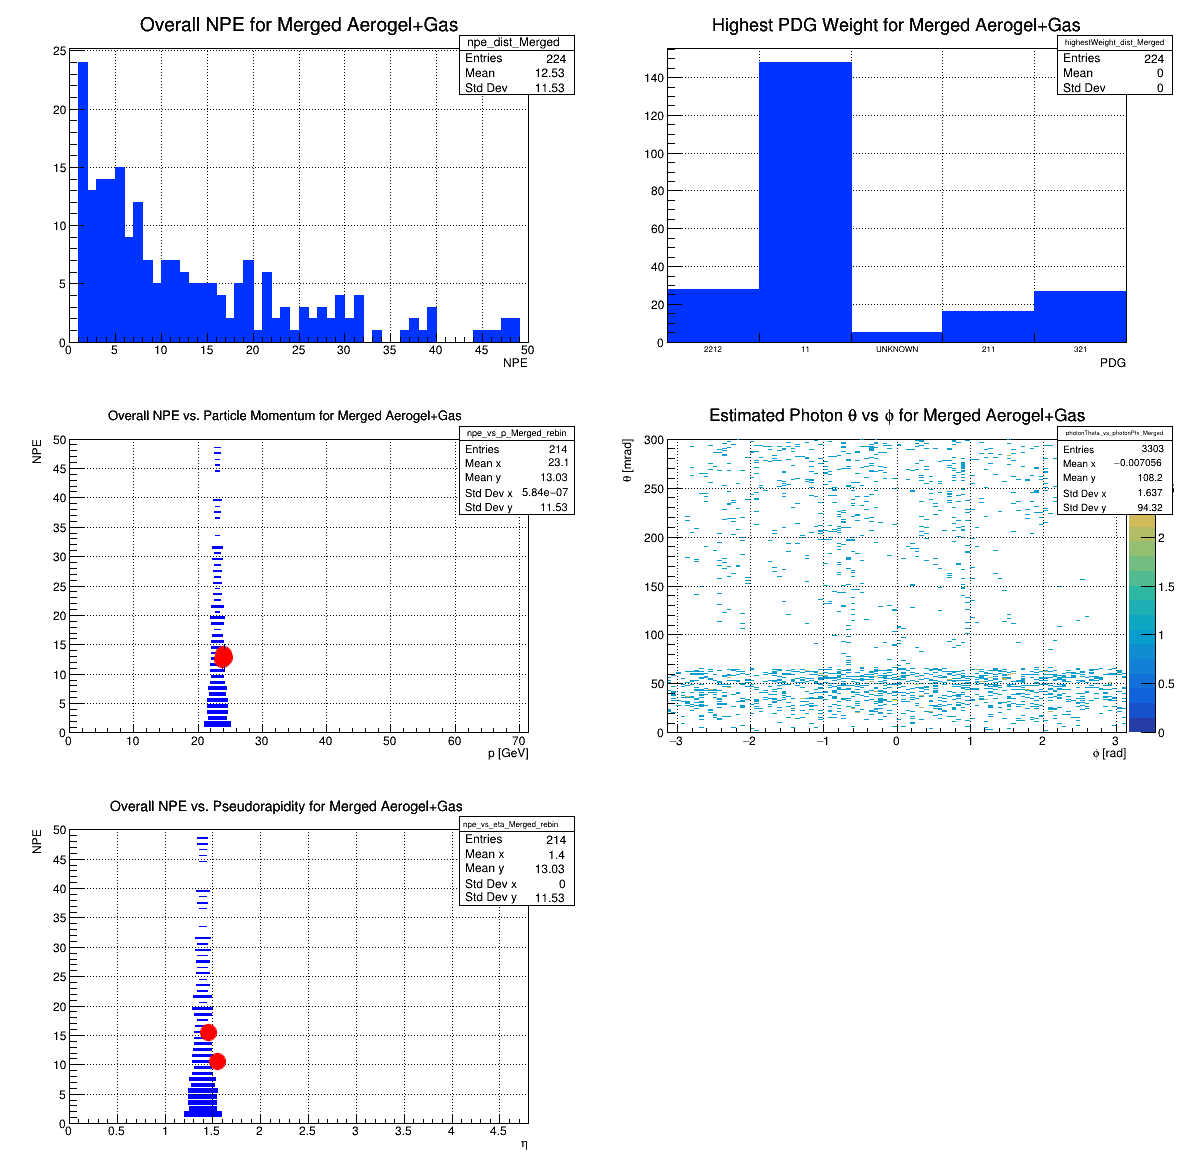 Overall NPE for Merged Aerogel+Gas
npe_dist_Merged
Entries 224
Mean 12.53
Std Dev 11.53
25
20
15
10
5
0
0 5 10 15 20 25 30 35 40 45 50
NPE
Highest PDG Weight for Merged Aerogel+Gas
highestWeight_dist_Merged
Entries 224
Mean 0
Std Dev 0
140
120
100
80
60
40
20
0
2212 11 UNKNOWN 211 321
PDG
Overall NPE vs. Particle Momentum for Merged Aerogel+Gas
npe_vs_p_Merged_rebin
Entries 214
Mean x 23.1
Mean y 13.03
Std Dev x 5.84e−07
Std Dev y 11.53
NPE
50
45
40
35
30
25
20
15
10
5
0
0 10 20 30 40 50 60 70
p [GeV]
Estimated Photon θ vs ϕ for Merged Aerogel+Gas
photonTheta_vs_photonPhi_Merged
Entries 3303
Mean x −0.007056
Mean y 108.2
Std Dev x 1.637
Std Dev y 94.32
θ [mrad]
300
250
200
150
100
50
0
−3 −2 −1 0 1 2 3
ϕ [rad]
2
1.5
1
0.5
0
Overall NPE vs. Pseudorapidity for Merged Aerogel+Gas
npe_vs_eta_Merged_rebin
Entries 214
Mean x 1.4
Mean y 13.03
Std Dev x 0
Std Dev y 11.53
NPE
50
45
40
35
30
25
20
15
10
5
0
0 0.5 1 1.5 2 2.5 3 3.5 4 4.5
η